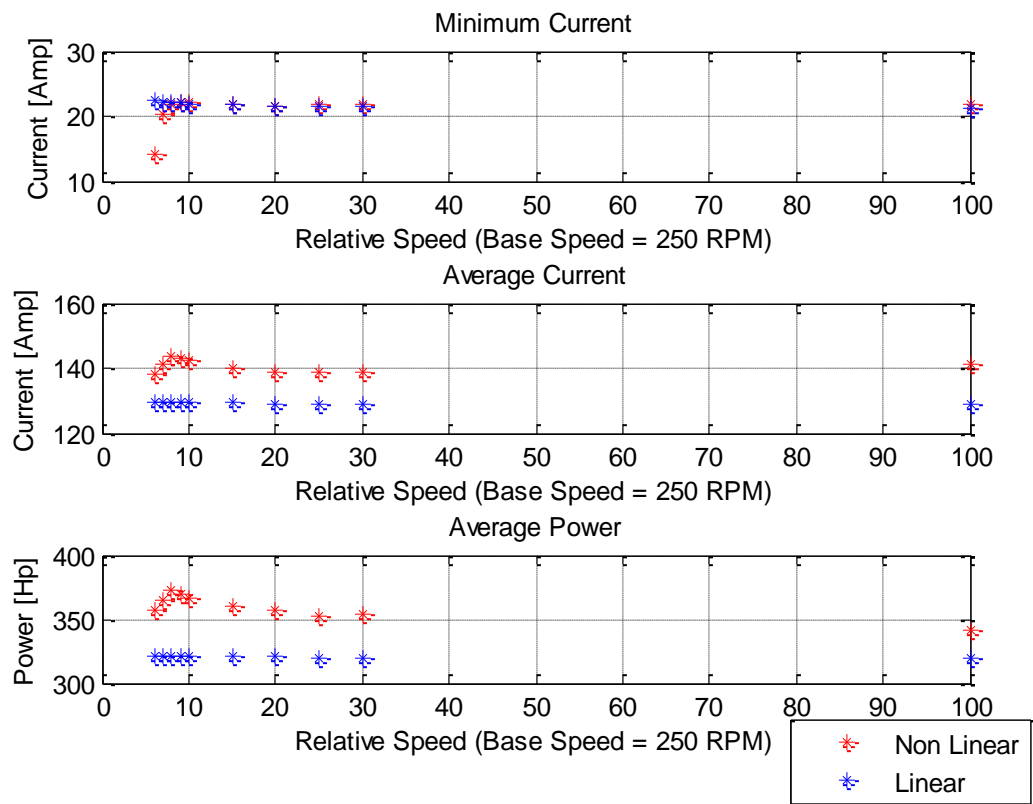 Minimum Current
30
20
10
Current [Amp]
0 10 20 30 40 50 60 70 80 90 100
Relative Speed (Base Speed = 250 RPM)
Average Current
160
140
120
Current [Amp]
0 10 20 30 40 50 60 70 80 90 100
Relative Speed (Base Speed = 250 RPM)
Average Power
400
350
300
Power [Hp]
0 10 20 30 40 50 60 70 80 90 100
Relative Speed (Base Speed = 250 RPM)
Non Linear
Linear